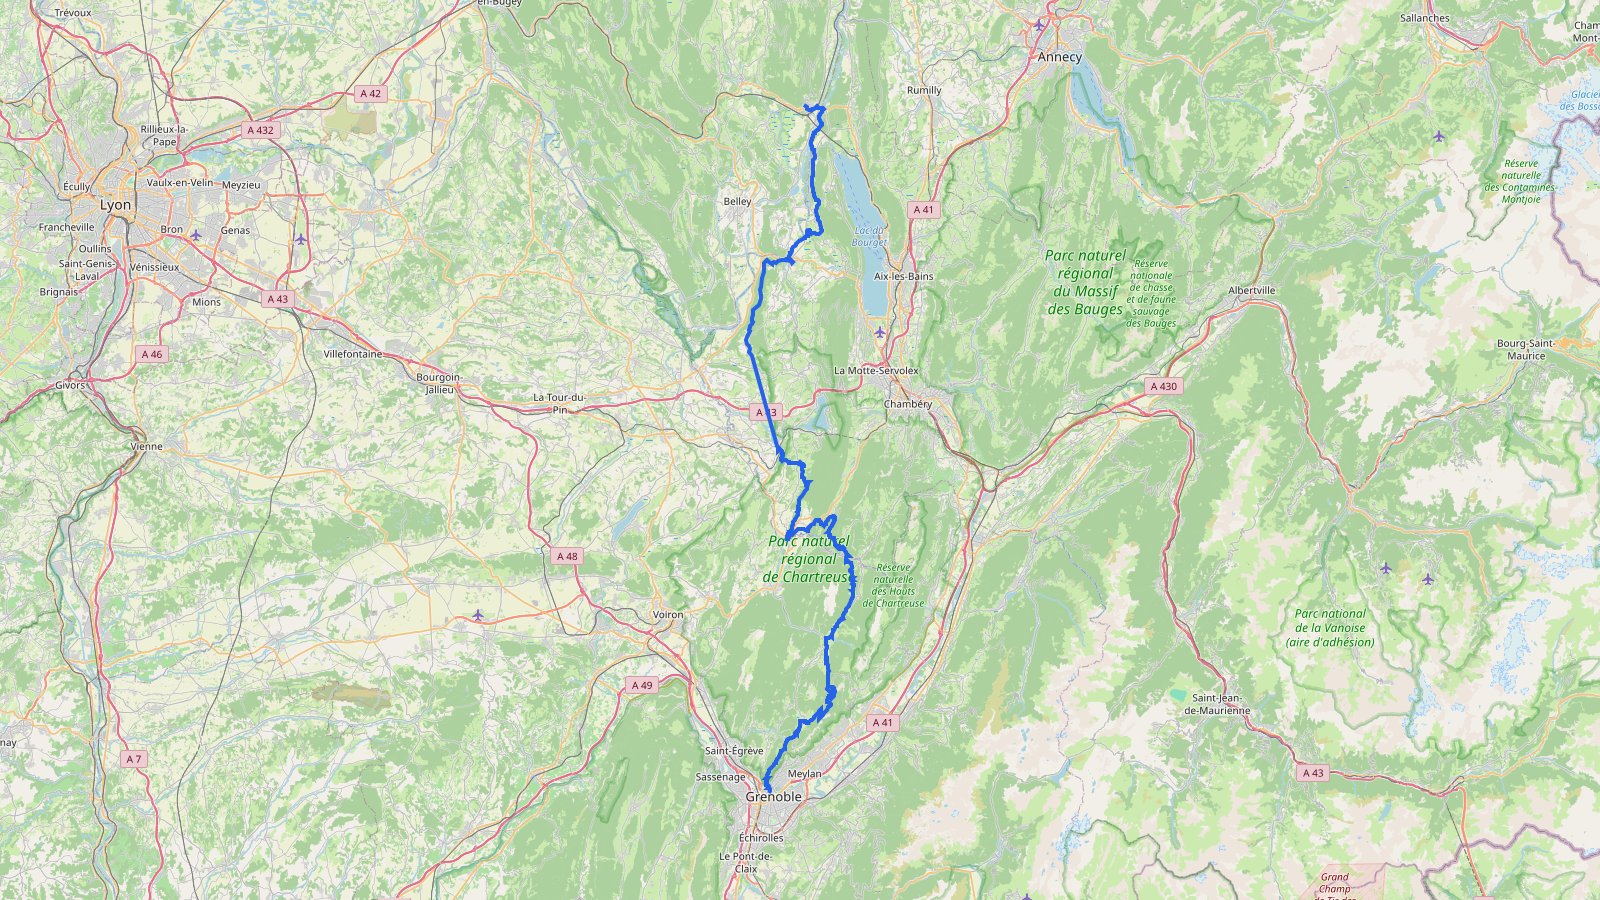 Trévoux
en-Bugey
Sallanches
Annecy
Rumilly
A 42
A 432
Rillieux-la-
Pape
Vaulx-en-Velin
Meyzieu
Écully
Lyon
Francheville
Bron
Genas
Oullins
Saint-Genis-
Laval
Vénissieux
Brignais
Mions
A 43
A 46
Givors
Villefontaine
Bourgoin-
Jallieu
La Tour-du-
Pin
Vienne
Belley
Lac du
Bourget
A 41
Aix-les-Bains
La Motte-Servolex
Chambéry
Parc naturel
régional
du Massif
des Bauges
Réserve
nationale
de chasse
et de faune
sauvage
des Bauges
Réserve
naturelle
des Contamines
Montjoie
Albertville
Bourg-Saint-
Maurice
A 430
A 48
Parc naturel
régional
de Chartreuse
Réserve
naturelle
des Hauts
de Chartreuse
Voiron
A 49
A 41
Saint-Égrève
Sassenage
Meylan
Grenoble
Échirolles
Le Pont-de-
Claix
A 7
Parc national
de la Vanoise
(aire d'adhésion)
Saint-Jean-
de-Maurienne
A 43
Grand
Champ